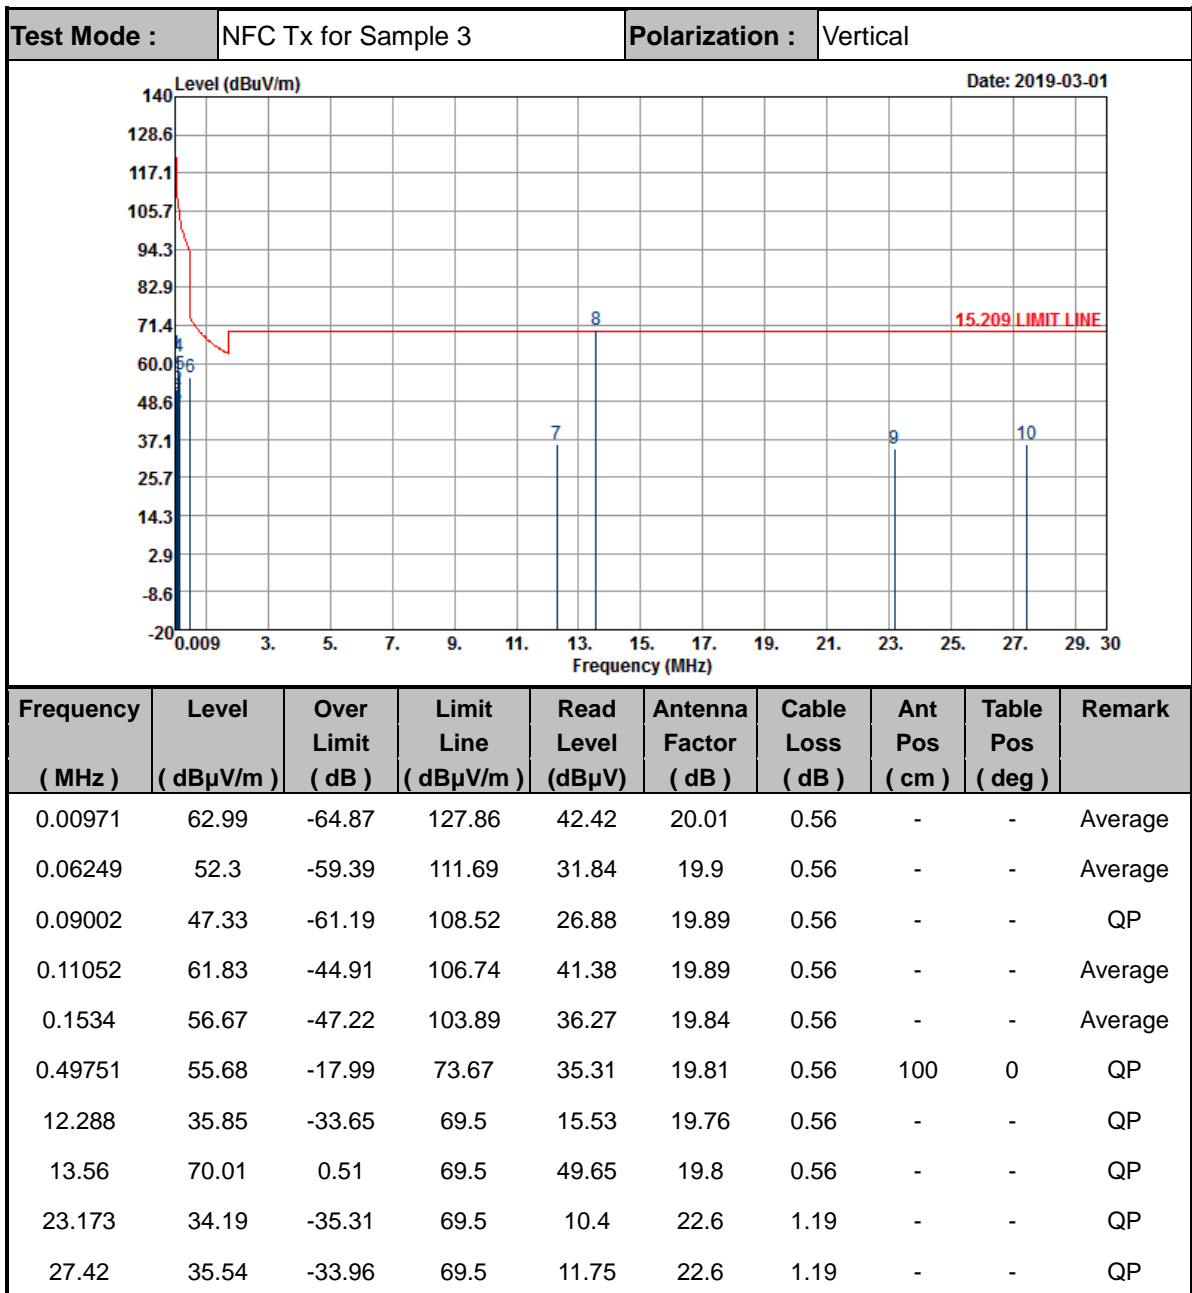 Test Mode : NFC Tx for Sample 3 Polarization : Vertical
Level (dBuV/m) Date: 2019-03-01
140
128.6
117.1
105.7
94.3
82.9
71.4
60.0
48.6
37.1
25.7
14.3
2.9
-8.6
-20
8
15.209 LIMIT LINE
4
5
6
7
9
10
0.009 3. 5. 7. 9. 11. 13. 15. 17. 19. 21. 23. 25. 27. 29. 30
Frequency (MHz)
Frequency Level Over Limit Read Antenna Cable Ant Table Remark
Limit Line Level Factor Loss Pos Pos
( MHz ) ( dBµV/m ) ( dB ) ( dBµV/m ) (dBµV) ( dB ) ( dB ) ( cm ) ( deg )
0.00971 62.99 -64.87 127.86 42.42 20.01 0.56 - - Average
0.06249 52.3 -59.39 111.69 31.84 19.9 0.56 - - Average
0.09002 47.33 -61.19 108.52 26.88 19.89 0.56 - - QP
0.11052 61.83 -44.91 106.74 41.38 19.89 0.56 - - Average
0.1534 56.67 -47.22 103.89 36.27 19.84 0.56 - - Average
0.49751 55.68 -17.99 73.67 35.31 19.81 0.56 100 0 QP
12.288 35.85 -33.65 69.5 15.53 19.76 0.56 - - QP
13.56 70.01 0.51 69.5 49.65 19.8 0.56 - - QP
23.173 34.19 -35.31 69.5 10.4 22.6 1.19 - - QP
27.42 35.54 -33.96 69.5 11.75 22.6 1.19 - - QP